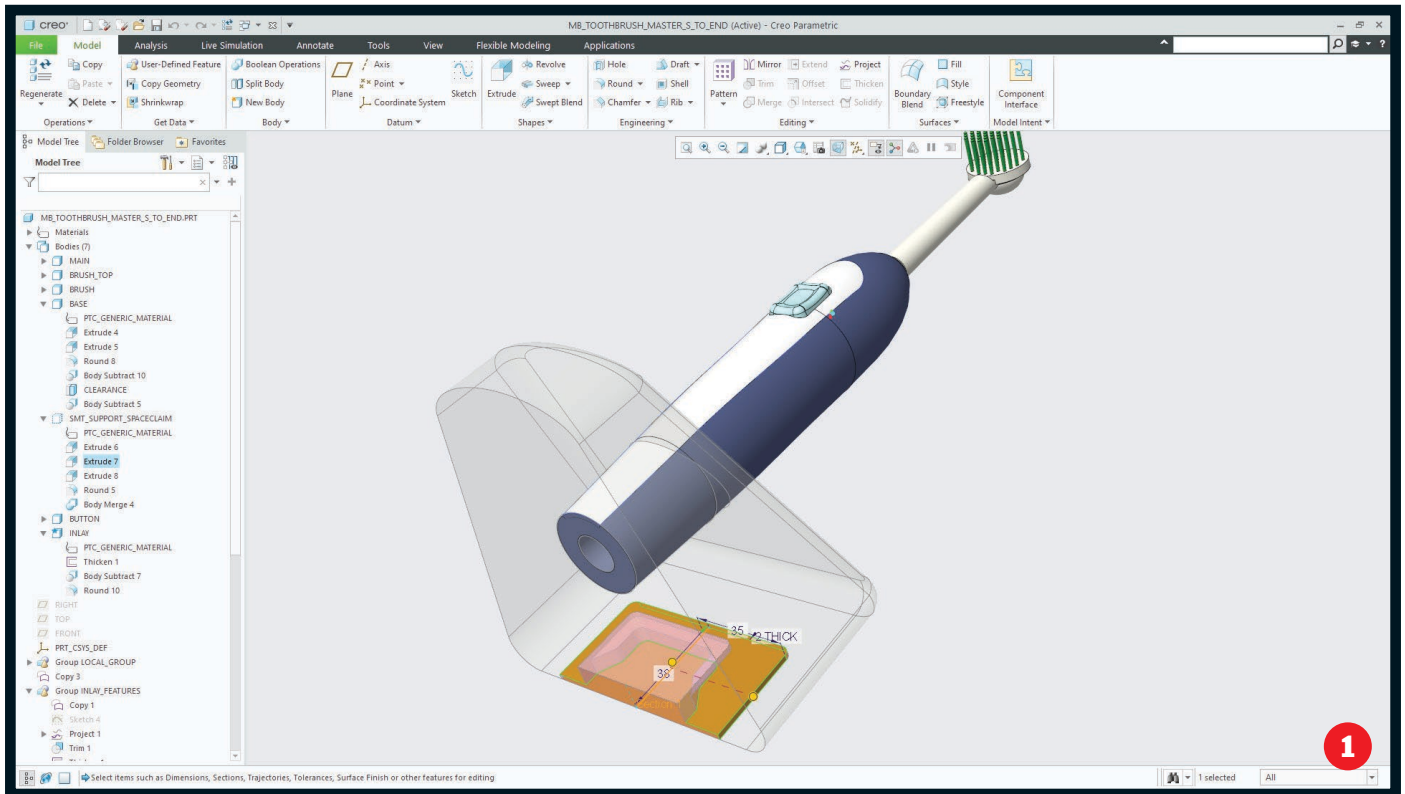 creo
MB_TOOTHBRUSH_MASTER_S_TO_END (Active) - Creo Parametric
File Model Analysis Live Simulation Annotate Tools View Flexible Modeling Applications
Regenerate
Copy
Paste
Delete
Operations
User-Defined Feature
Copy Geometry
Shrinkwrap
Get Data
Boolean Operations
Split Body
New Body
Body
Plane
Axis
Point
Coordinate System
Sketch
Datum
Extrude
Revolve
Sweep
Swept Blend
Shapes
Hole
Round
Chamfer
Draft
Shell
Rib
Engineering
Pattern
Mirror
Trim
Merge
Extend
Offset
Intersect
Project
Thicken
Solidify
Editing
Boundary
Blend
Fill
Style
Freestyle
Surfaces
Component
Interface
Model Intent
Model Tree Folder Browser Favorites
Model Tree
MB_TOOTHBRUSH_MASTER_S_TO_END.PRT
Materials
Bodies (7)
MAIN
BRUSH_TOP
BRUSH
BASE
PTC_GENERIC_MATERIAL
Extrude 4
Extrude 5
Round 8
Body Subtract 10
CLEARANCE
Body Subtract 5
SMT_SUPPORT_SPACECLAIM
PTC_GENERIC_MATERIAL
Extrude 6
Extrude 7
Extrude 8
Round 5
Body Merge 4
BUTTON
INLAY
PTC_GENERIC_MATERIAL
Thicken 1
Body Subtract 7
Round 10
RIGHT
TOP
FRONT
PRT_CSYS_DEF
Group LOCAL_GROUP
Copy 3
Group INLAY_FEATURES
Copy 1
Sketch 4
Project 1
Trim 1
35
2 THICK
38
1
Select items such as Dimensions, Sections, Trajectories, Tolerances, Surface Finish or other features for editing
1 selected
All